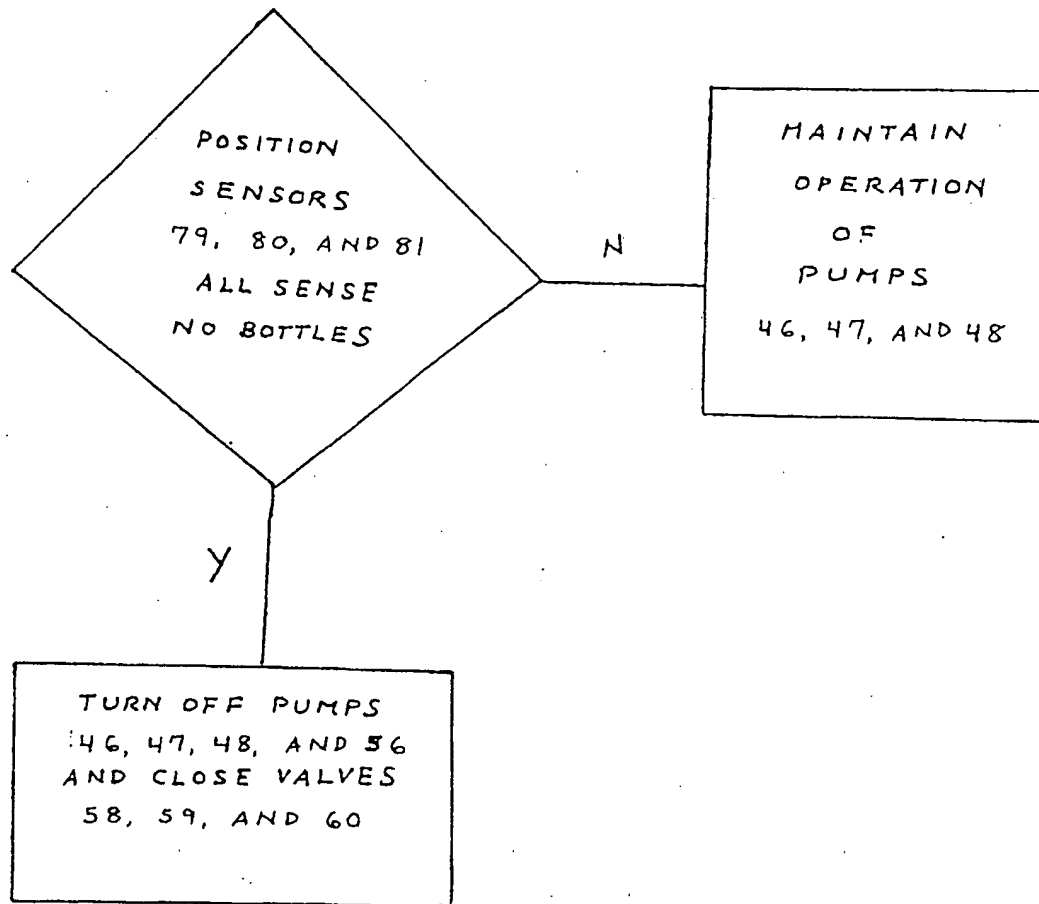 POSITION
SENSORS
79, 80, AND 81
ALL SENSE
NO BOTTLES
N
MAINTAIN
OPERATION
OF
PUMPS
46, 47, AND 48
Y
TURN OFF PUMPS
46, 47, 48, AND 56
AND CLOSE VALVES
58, 59, AND 60